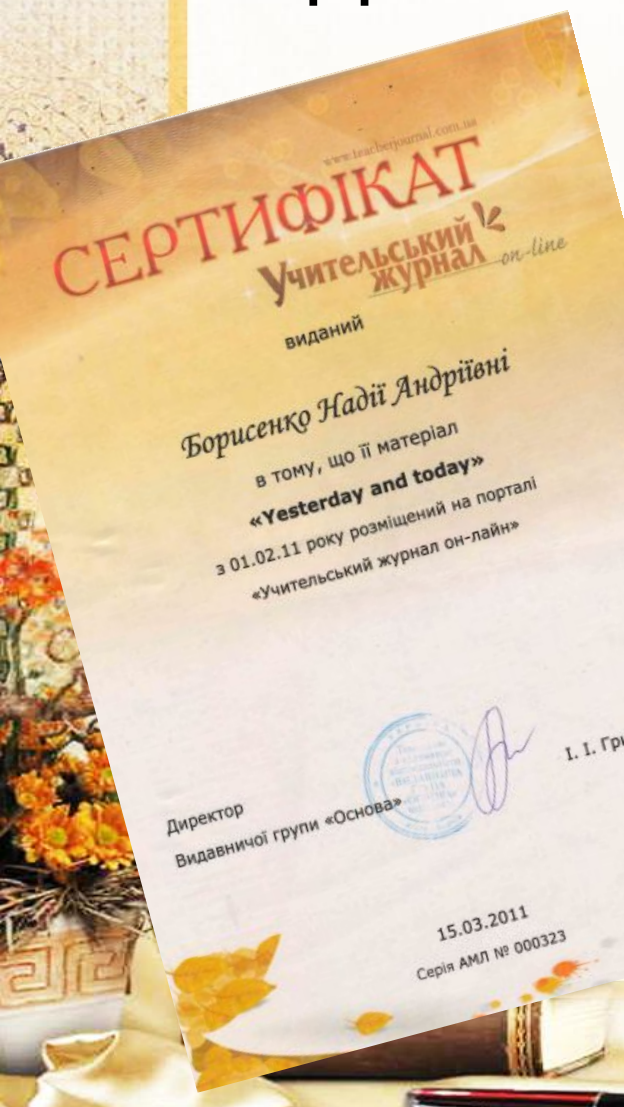 www.teacherjournal.com.ua
СЕРТИФІКАТ
Учительський
журнал on-line
виданий
Борисенко Надії Андріївні
в тому, що її матеріал
«Yesterday and today»
з 01.02.11 року розміщений на порталі
«Учительський журнал он-лайн»
Директор
Видавничої групи «Основа»
І. І.
15.03.2011
Серія АМЛ № 000323